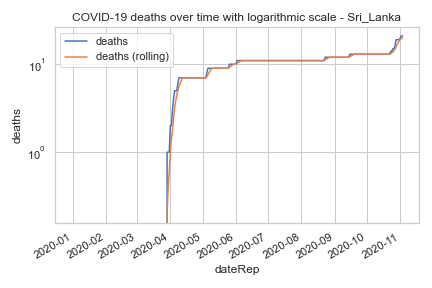 COVID-19 deaths over time with logarithmic scale - Sri_Lanka
deaths
deaths (rolling)
10¹
10⁰
deaths
2020-01
2020-02
2020-03
2020-04
2020-05
2020-06
2020-07
2020-08
2020-09
2020-10
2020-11
dateRep